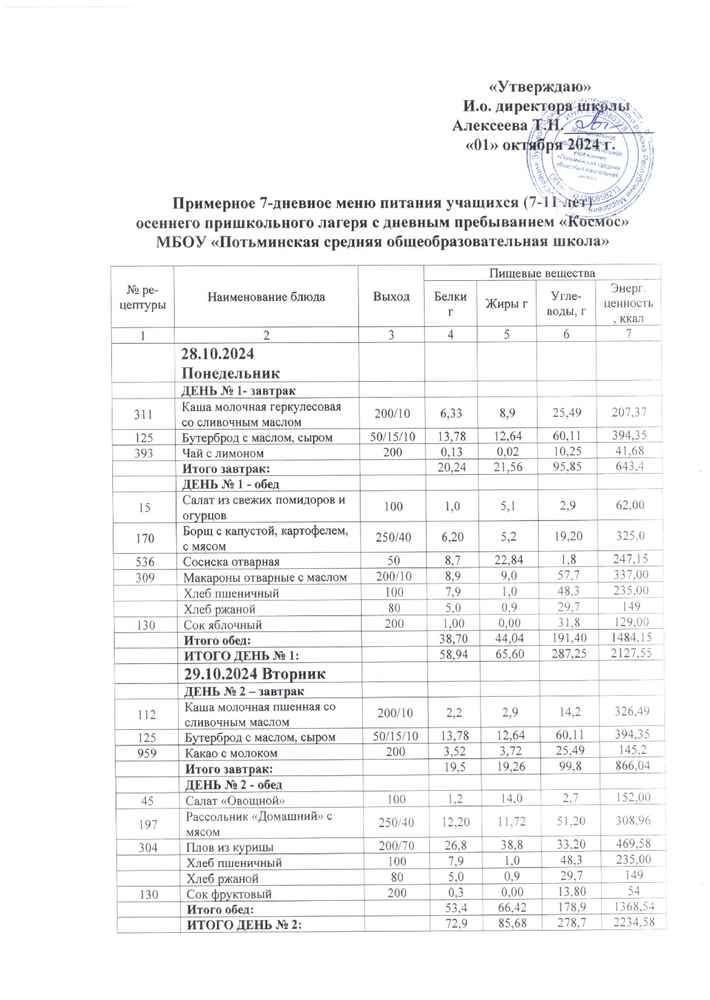 «Утверждаю»
И.о. директора школы
Алексеева Т.Н.
«01» октября 2024 г.
Муниципальное
бюджетное
общеобразовательное
учреждение
«Потьминская средняя
общеобразовательная
школа»
Примерное 7-дневное меню питания учащихся (7-11 лет)
осеннего пришкольного лагеря с дневным пребыванием «Космос»
МБОУ «Потьминская средняя общеобразовательная школа»
№ ре-
цептуры
Наименование блюда
Выход
Пищевые вещества
Белки
г
Жиры г
Угле-
воды, г
Энерг.
ценность
, ккал
1 2 3 4 5 6 7
28.10.2024
Понедельник
ДЕНЬ № 1- завтрак
311 Каша молочная геркулесовая 200/10 6,33 8,9 25,49 207,37
со сливочным маслом
125 Бутерброд с маслом, сыром 50/15/10 13,78 12,64 60,11 394,35
393 Чай с лимоном 200 0,13 0,02 10,25 41,68
Итого завтрак: 20,24 21,56 95,85 643,4
ДЕНЬ № 1 - обед
15 Салат из свежих помидоров и 100 1,0 5,1 2,9 62,00
огурцов
170 Борщ с капустой, картофелем, 250/40 6,20 5,2 19,20 325,0
с мясом
536 Сосиска отварная 50 8,7 22,84 1,8 247,15
309 Макароны отварные с маслом 200/10 8,9 9,0 57,7 337,00
Хлеб пшеничный 100 7,9 1,0 48,3 235,00
Хлеб ржаной 80 5,0 0,9 29,7 149
130 Сок яблочный 200 1,00 0,00 31,8 129,00
Итого обед: 38,70 44,04 191,40 1484,15
ИТОГО ДЕНЬ № 1: 58,94 65,60 287,25 2127,55
29.10.2024 Вторник
ДЕНЬ № 2 – завтрак
112 Каша молочная пшенная со 200/10 2,2 2,9 14,2 326,49
сливочным маслом
125 Бутерброд с маслом, сыром 50/15/10 13,78 12,64 60,11 394,35
959 Какао с молоком 200 3,52 3,72 25,49 145,2
Итого завтрак: 19,5 19,26 99,8 866,04
ДЕНЬ № 2 - обед
45 Салат «Овощной» 100 1,2 14,0 2,7 152,00
197 Рассольник «Домашний» с 250/40 12,20 11,72 51,20 308,96
мясом
304 Плов из курицы 200/70 26,8 38,8 33,20 469,58
Хлеб пшеничный 100 7,9 1,0 48,3 235,00
Хлеб ржаной 80 5,0 0,9 29,7 149
130 Сок фруктовый 200 0,3 0,00 13,80 54
Итого обед: 53,4 66,42 178,9 1368,54
ИТОГО ДЕНЬ № 2: 72,9 85,68 278,7 2234,58